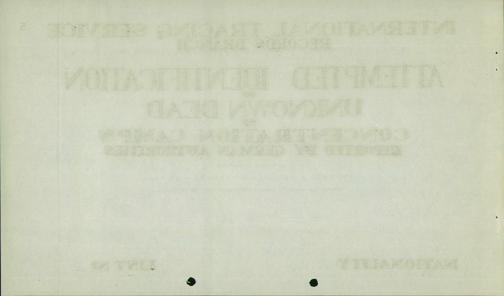 INTERNATIONAL TRACING SERVICE
RECORDS BRANCH
ATTEMPTED IDENTIFICATION
OF
UNKNOWN DEAD
IN
CONCENTRATION CAMPS
REPORTED BY GERMAN AUTHORITIES
NATIONALITY LIST Nº